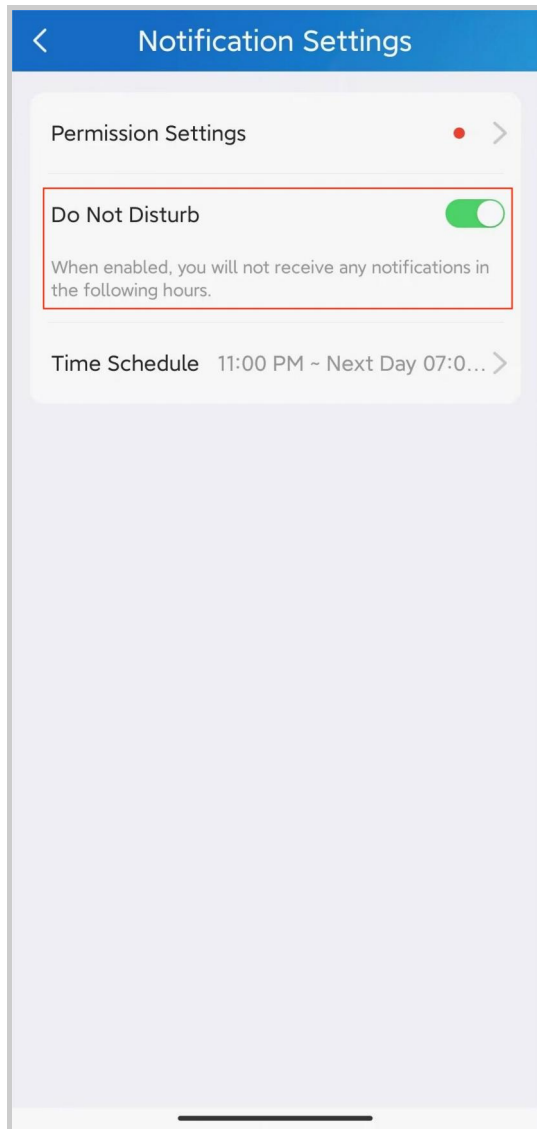 Notification Settings
Permission Settings
Do Not Disturb
When enabled, you will not receive any notifications in
the following hours.
Time Schedule 11:00 PM ~ Next Day 07:0...